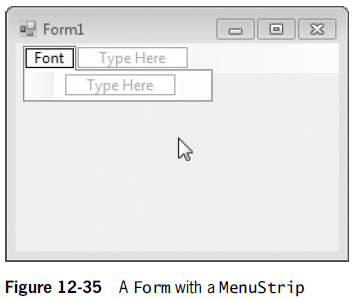 Form1
Font Type Here
Type Here
Figure 12-35 A Form with a MenuStrip